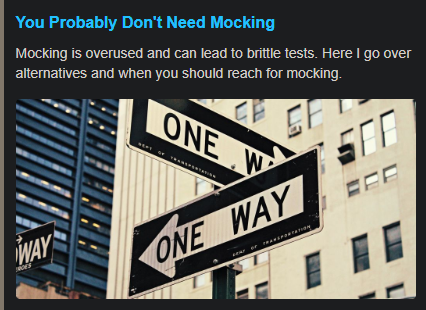 You Probably Don't Need Mocking
Mocking is overused and can lead to brittle tests. Here I go over
alternatives and when you should reach for mocking.
ONE W
DEPT OF TRANSPORTATION
ONE WAY
DEPT OF TRANSPORTATION
WAY